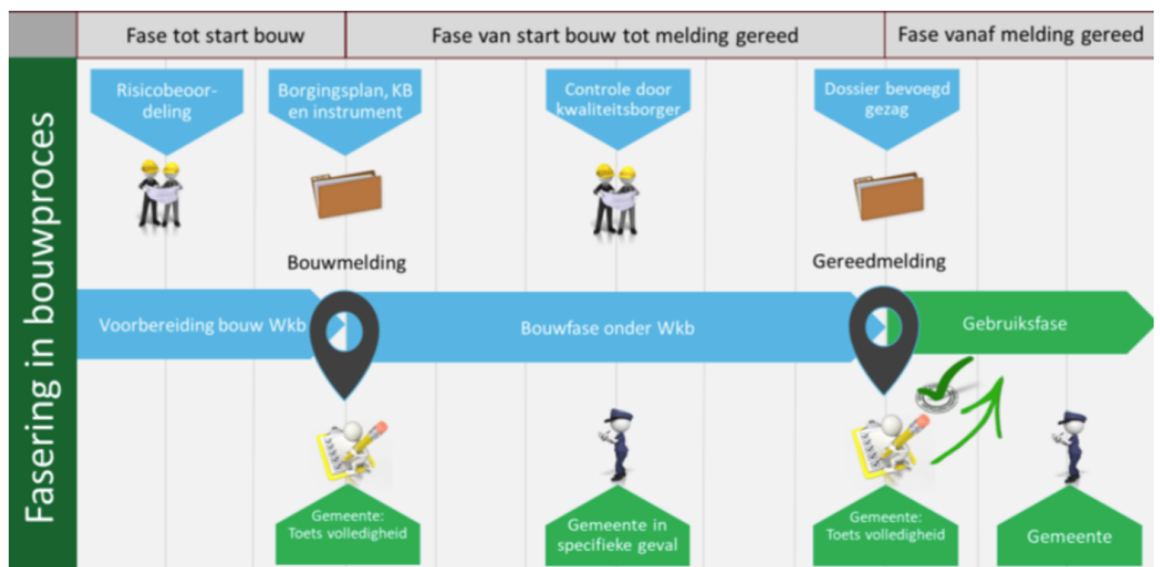 Fase tot start bouw
Fase van start bouw tot melding gereed
Fase vanaf melding gereed
Fasering in bouwproces
Risicobeoor-
deling
Borgingsplan, KB
en instrument
Controle door
kwaliteitsborger
Dossier bevoegd
gezag
Bouwmelding
Gereedmelding
Voorbereiding bouw Wkb
Bouwfase onder Wkb
Gebruiksfase
Gemeente:
Toets volledigheid
Gemeente in
specifieke geval
Gemeente:
Toets volledigheid
Gemeente